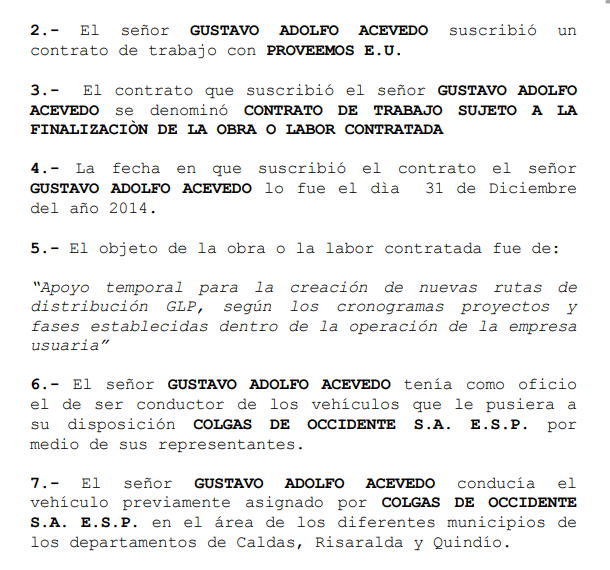 2.- El señor GUSTAVO ADOLFO ACEVEDO suscribió un
contrato de trabajo con PROVEEMOS E.U.
3.- El contrato que suscribió el señor GUSTAVO ADOLFO
ACEVEDO se denominó CONTRATO DE TRABAJO SUJETO A LA
FINALIZACIÒN DE LA OBRA O LABOR CONTRATADA
4.- La fecha en que suscribió el contrato el señor
GUSTAVO ADOLFO ACEVEDO lo fue el dìa 31 de Diciembre
del año 2014.
5.- El objeto de la obra o la labor contratada fue de:
“Apoyo temporal para la creación de nuevas rutas de
distribución GLP, según los cronogramas proyectos y
fases establecidas dentro de la operación de la empresa
usuaria”
6.- El señor GUSTAVO ADOLFO ACEVEDO tenía como oficio
el de ser conductor de los vehículos que le pusiera a
su disposición COLGAS DE OCCIDENTE S.A. E.S.P. por
medio de sus representantes.
7.- El señor GUSTAVO ADOLFO ACEVEDO conducía el
vehículo previamente asignado por COLGAS DE OCCIDENTE
S.A. E.S.P. en el área de los diferentes municipios de
los departamentos de Caldas, Risaralda y Quindío.